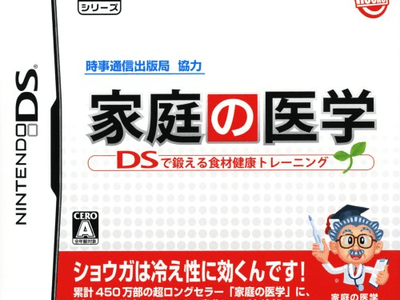 シリーズ
時事通信出版局 協力
家庭の医学
DSで鍛える食材健康トレーニング
NINTENDO DS
CERO
A
全年齢対象
ショウガは冷え性に効くんです!
累計450万部の超ロングセラー「家庭の医学」に、
家庭の医学